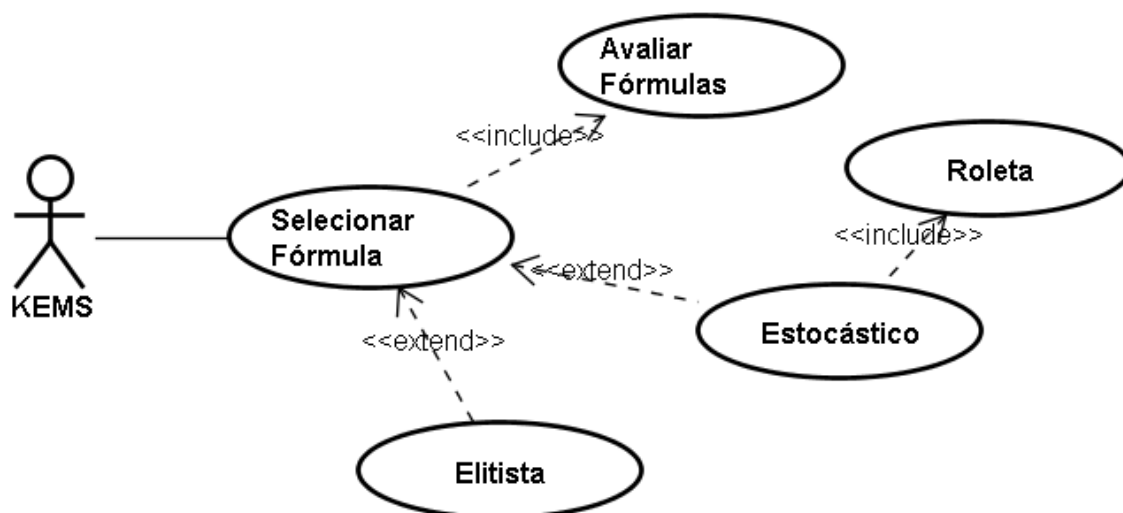 Avaliar
Fórmulas
<<include>>
Roleta
Selecionar
Fórmula
<<include>>
<<extend>>
KEMS
Estocástico
<<extend>>
Elitista